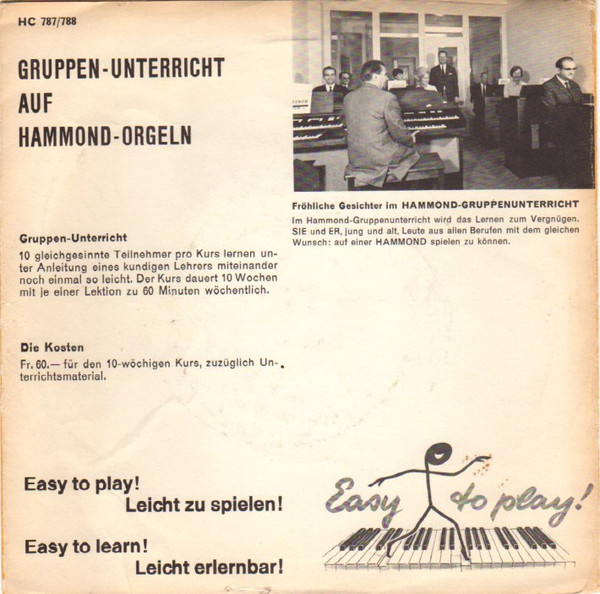 HC 787/788
GRUPPEN-UNTERRICHT
AUF
HAMMOND-ORGELN
Fröhliche Gesichter im HAMMOND-GRUPPENUNTERRICHT
Im Hammond-Gruppenunterricht wird das Lernen zum Vergnügen.
SIE und ER, jung und alt, Leute aus allen Berufen mit dem gleichen
Wunsch: auf einer HAMMOND spielen zu können.
Gruppen-Unterricht
10 gleichgesinnte Teilnehmer pro Kurs lernen un-
ter Anleitung eines kundigen Lehrers miteinander
noch einmal so leicht. Der Kurs dauert 10 Wochen
mit je einer Lektion zu 60 Minuten wöchentlich.
Die Kosten
Fr. 60.— für den 10-wöchigen Kurs, zuzüglich Un-
terrichtsmaterial.
Easy to play!
Leicht zu spielen!
Easy to learn!
Leicht erlernbar!
Easy to play!